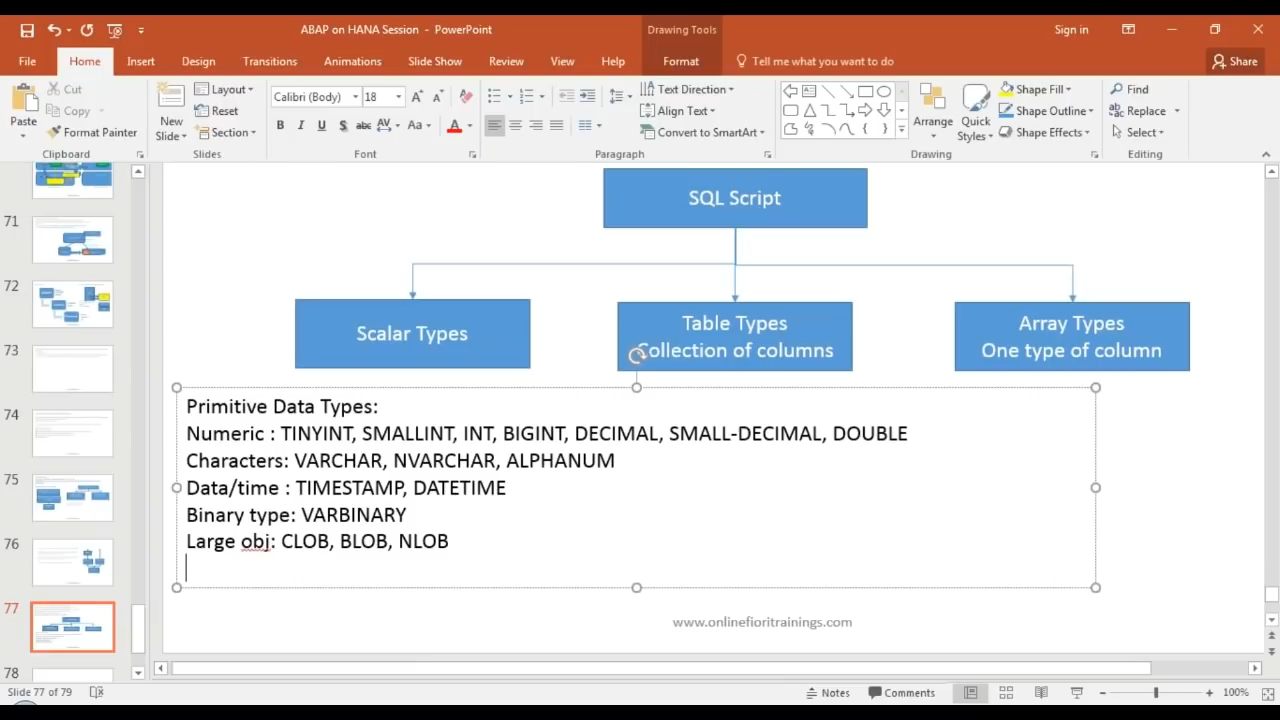 ABAP on HANA Session - PowerPoint
Drawing Tools
Sign in
File Home Insert Design Transitions Animations Slide Show Review View Help Format Tell me what you want to do Share
Paste
Cut
Copy
Format Painter
Clipboard
New Slide
Layout
Reset
Section
Slides
Calibri (Body) 18
B I U S abc AV Aa A
Font
Text Direction
Align Text
Convert to SmartArt
Paragraph
Arrange
Quick Styles
Shape Fill
Shape Outline
Shape Effects
Drawing
Find
Replace
Select
Editing
71
72
73
74
75
76
77
78
SQL Script
Scalar Types
Table Types
Collection of columns
Array Types
One type of column
Primitive Data Types:
Numeric : TINYINT, SMALLINT, INT, BIGINT, DECIMAL, SMALL-DECIMAL, DOUBLE
Characters: VARCHAR, NVARCHAR, ALPHANUM
Data/time : TIMESTAMP, DATETIME
Binary type: VARBINARY
Large obj: CLOB, BLOB, NLOB
www.onlinefioritrainings.com
Slide 77 of 79
Notes
Comments
100%